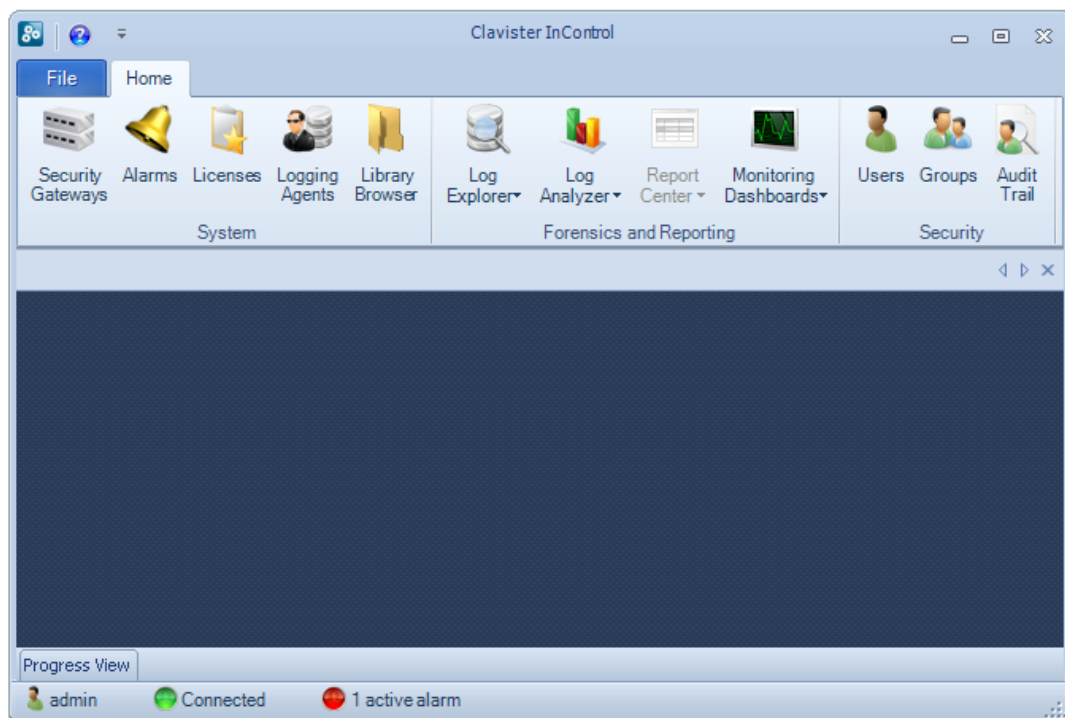 Clavister InControl
File Home
Security Gateways Alarms Licenses Logging Agents Library Browser Log Explorer Log Analyzer Report Center Monitoring Dashboards Users Groups Audit Trail
System Forensics and Reporting Security
Progress View
admin Connected 1 active alarm